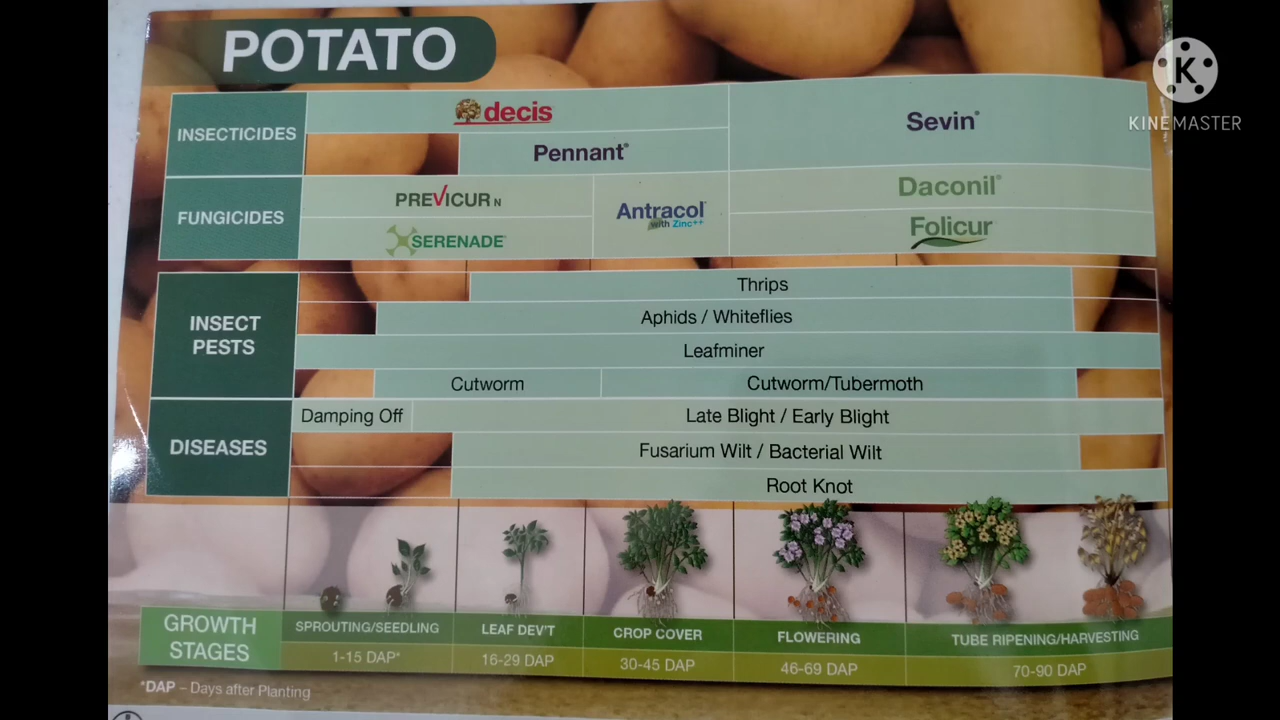 POTATO
K
KINEMASTER
INSECTICIDES
decis
Sevin®
Pennant®
FUNGICIDES
PREVICUR N
Antracol®
with Zinc++
Daconil®
SERENADE
Folicur
INSECT
PESTS
Thrips
Aphids / Whiteflies
Leafminer
Cutworm
Cutworm/Tubermoth
DISEASES
Damping Off
Late Blight / Early Blight
Fusarium Wilt / Bacterial Wilt
Root Knot
GROWTH
STAGES
SPROUTING/SEEDLING
LEAF DEV'T
CROP COVER
FLOWERING
TUBE RIPENING/HARVESTING
1-15 DAP*
16-29 DAP
30-45 DAP
46-69 DAP
70-90 DAP
*DAP – Days after Planting